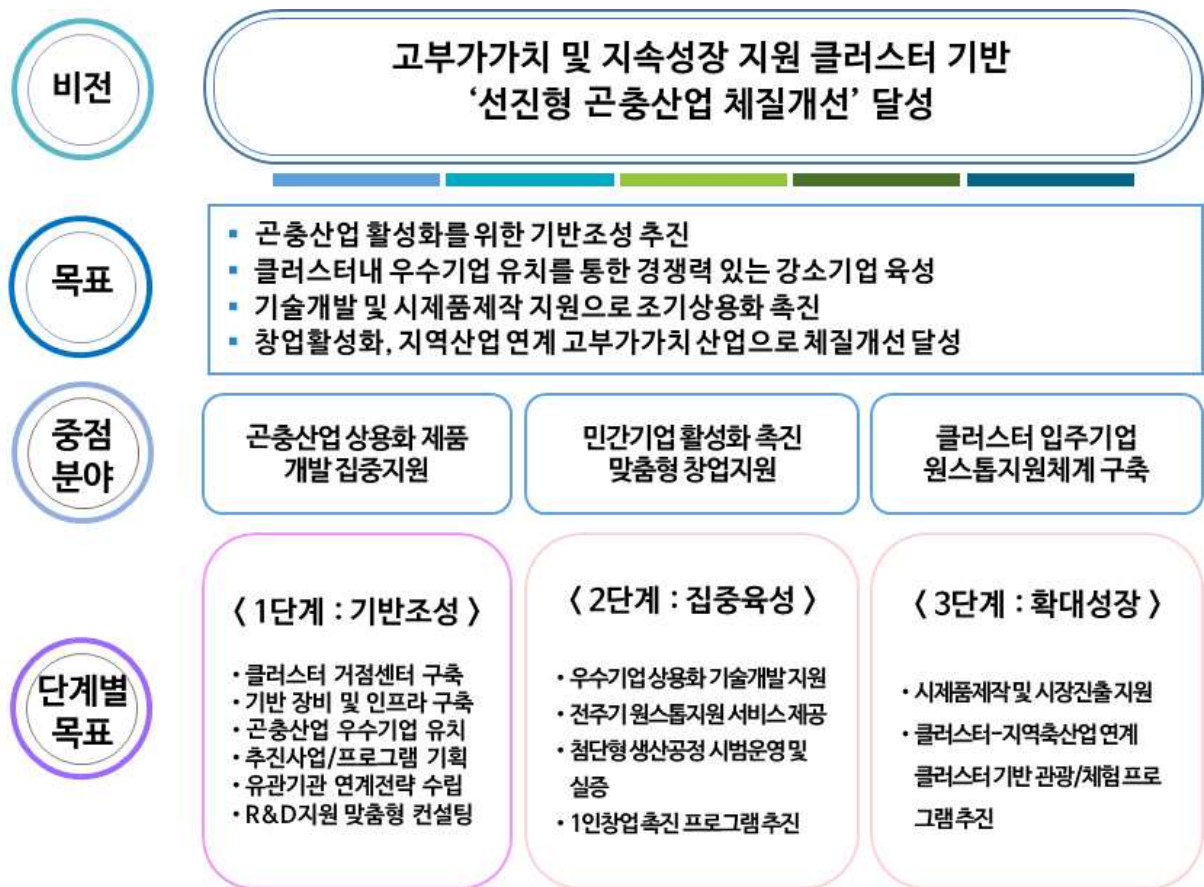 비전
고부가가치 및 지속성장 지원 클러스터 기반
‘선진형 곤충산업 체질개선’ 달성
목표
▪ 곤충산업 활성화를 위한 기반조성 추진
▪ 클러스터내 우수기업 유치를 통한 경쟁력 있는 강소기업 육성
▪ 기술개발 및 시제품제작 지원으로 조기상용화 촉진
▪ 창업활성화, 지역산업 연계 고부가가치 산업으로 체질개선 달성
중점
분야
곤충산업 상용화 제품
개발 집중지원
민간기업 활성화 촉진
맞춤형 창업지원
클러스터 입주기업
원스톱지원체계 구축
단계별
목표
〈 1단계 : 기반조성 〉
• 클러스터 거점센터 구축
• 기반 장비 및 인프라 구축
• 곤충산업 우수기업 유치
• 추진사업/프로그램 기획
• 유관기관 연계전략 수립
• R&D지원 맞춤형 컨설팅
〈 2단계 : 집중육성 〉
• 우수기업 상용화 기술개발 지원
• 전주기 원스톱지원 서비스 제공
• 첨단형 생산공정 시범운영 및
실증
• 1인창업 촉진 프로그램 추진
〈 3단계 : 확대성장 〉
• 시제품제작 및 시장진출 지원
• 클러스터-지역축산업 연계
클러스터 기반 관광/체험 프로
그램 추진